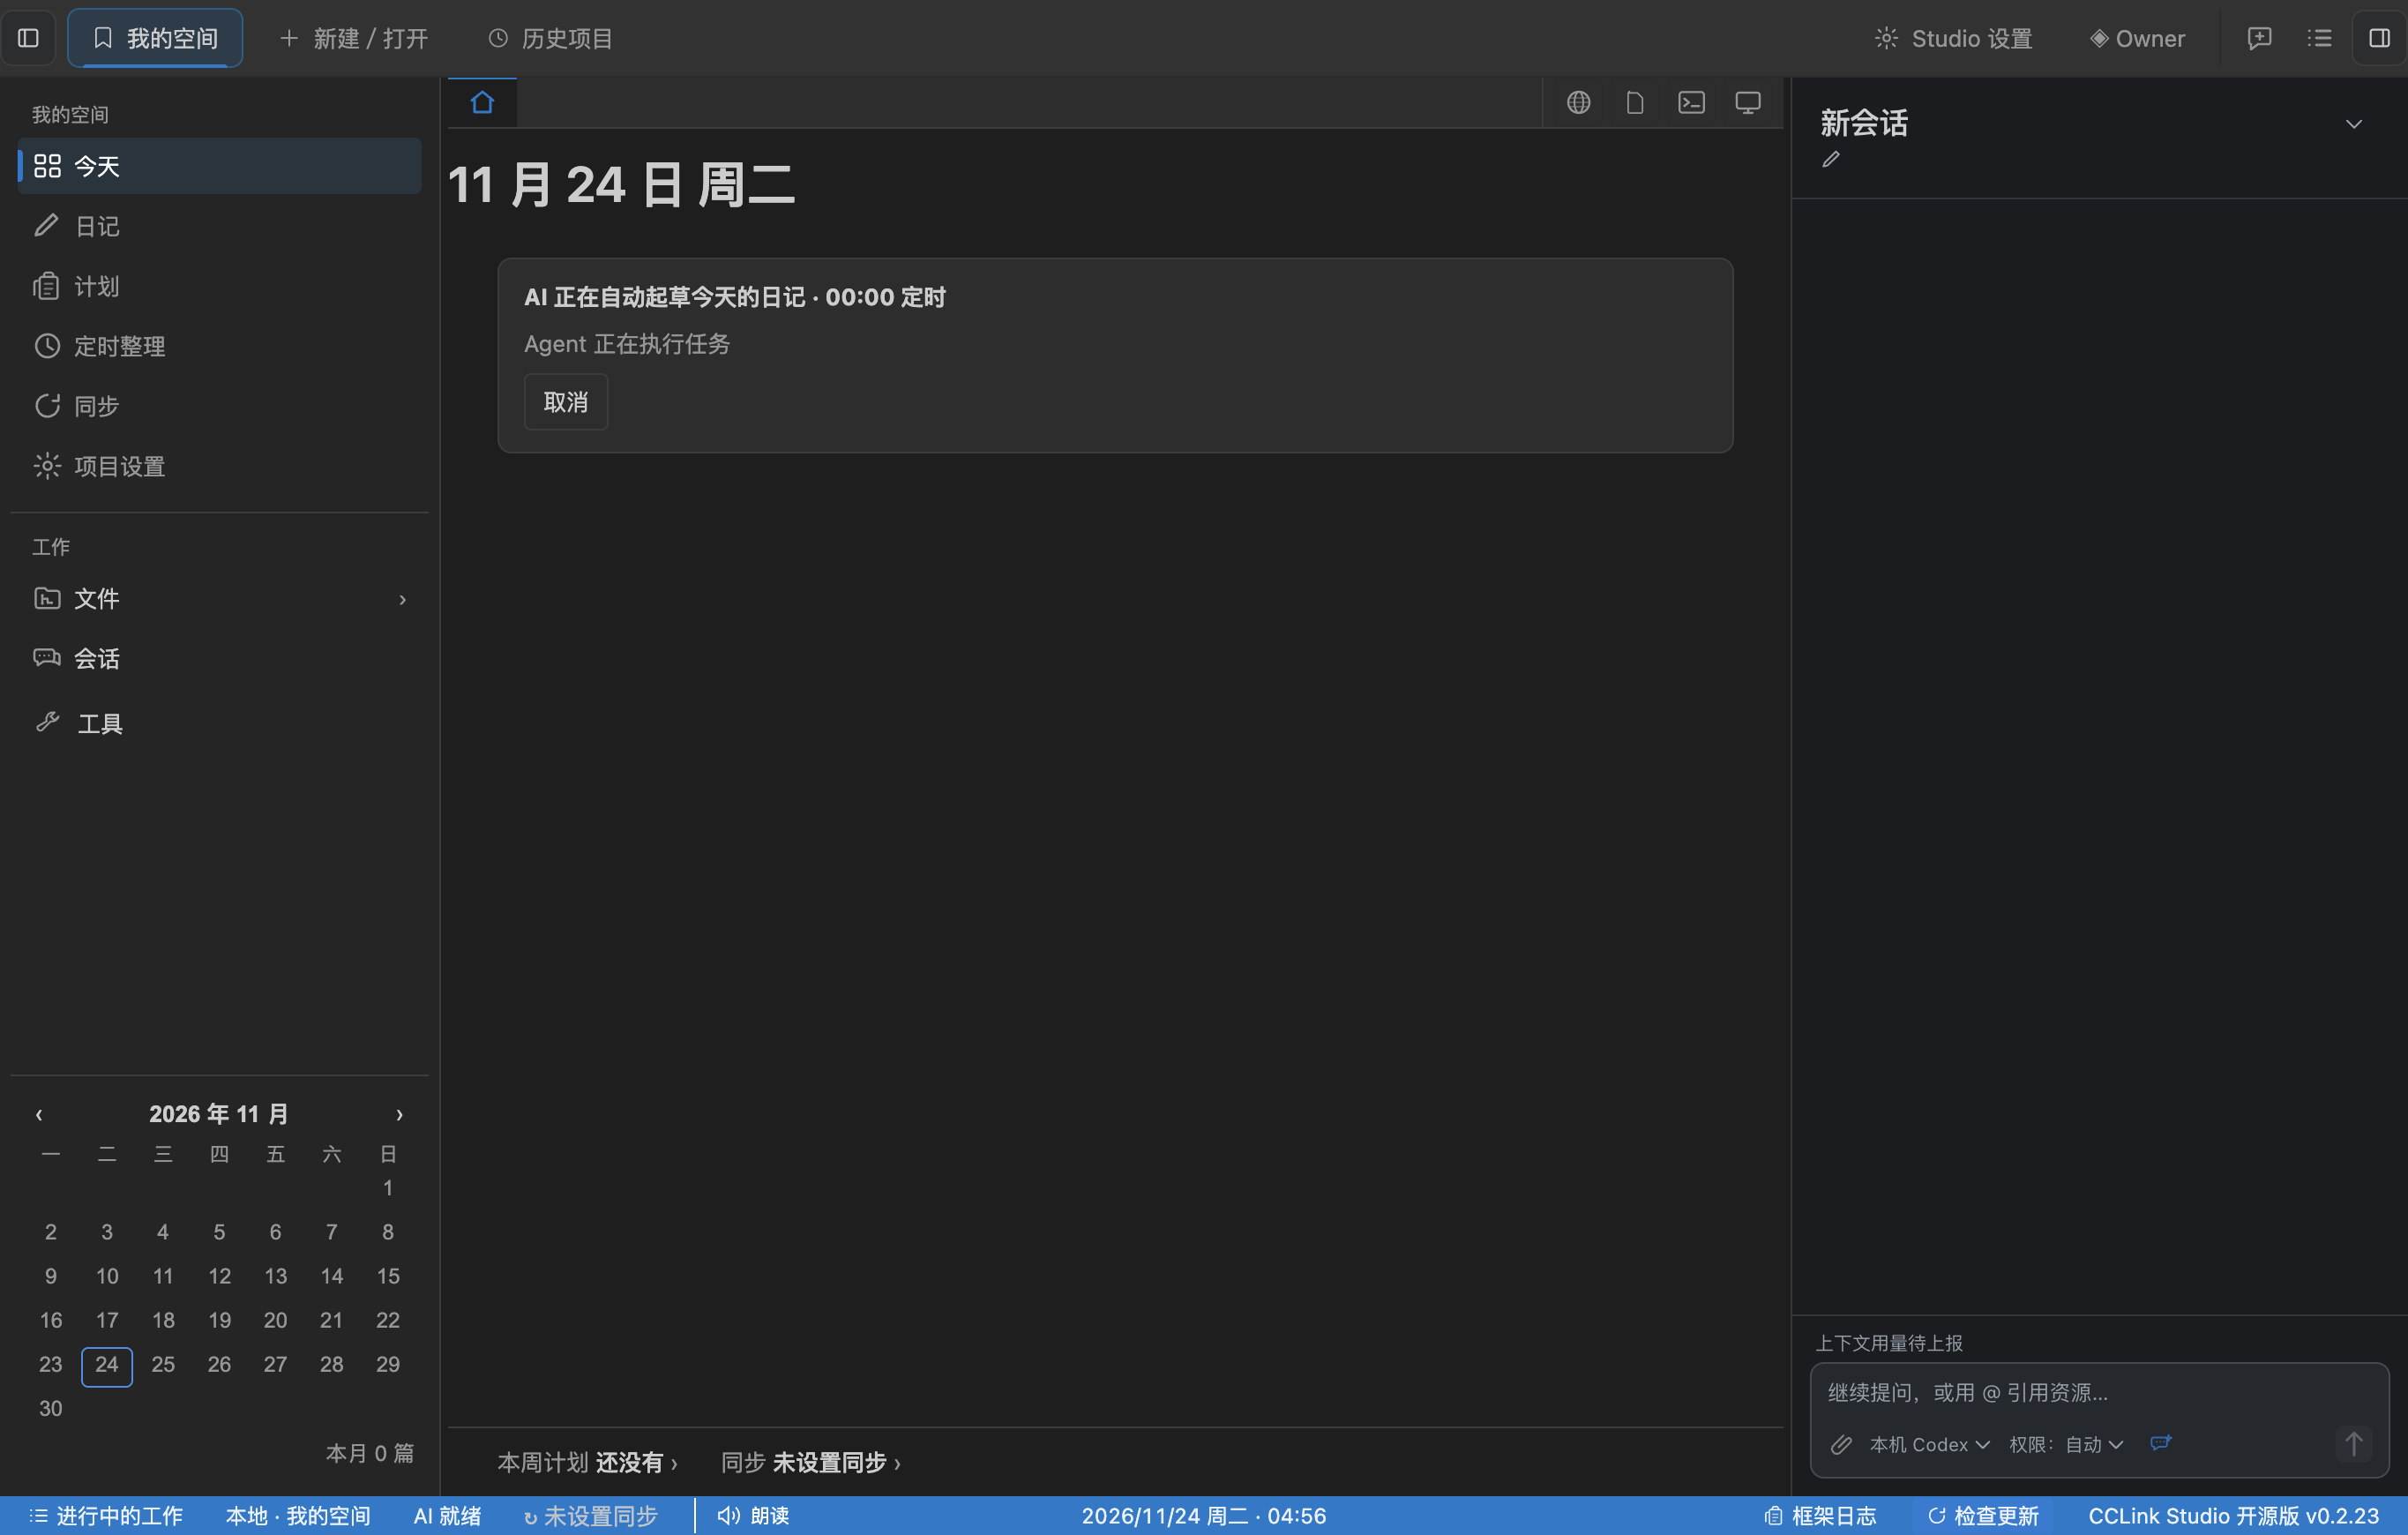 我的空间
新建 / 打开
历史项目
Studio 设置
Owner
我的空间
今天
日记
计划
定时整理
同步
项目设置
工作
文件
会话
工具
2026 年 11 月
一 二 三 四 五 六 日
1
2 3 4 5 6 7 8
9 10 11 12 13 14 15
16 17 18 19 20 21 22
23 24 25 26 27 28 29
30
本月 0 篇
11 月 24 日 周二
AI 正在自动起草今天的日记 · 00:00 定时
Agent 正在执行任务
取消
本周计划 还没有 ›
同步 未设置同步 ›
新会话
上下文用量待上报
继续提问，或用 @ 引用资源...
本机 Codex
权限：自动
进行中的工作
本地 · 我的空间
AI 就绪
未设置同步
朗读
2026/11/24 周二 · 04:56
框架日志
检查更新
CCLink Studio 开源版 v0.2.23